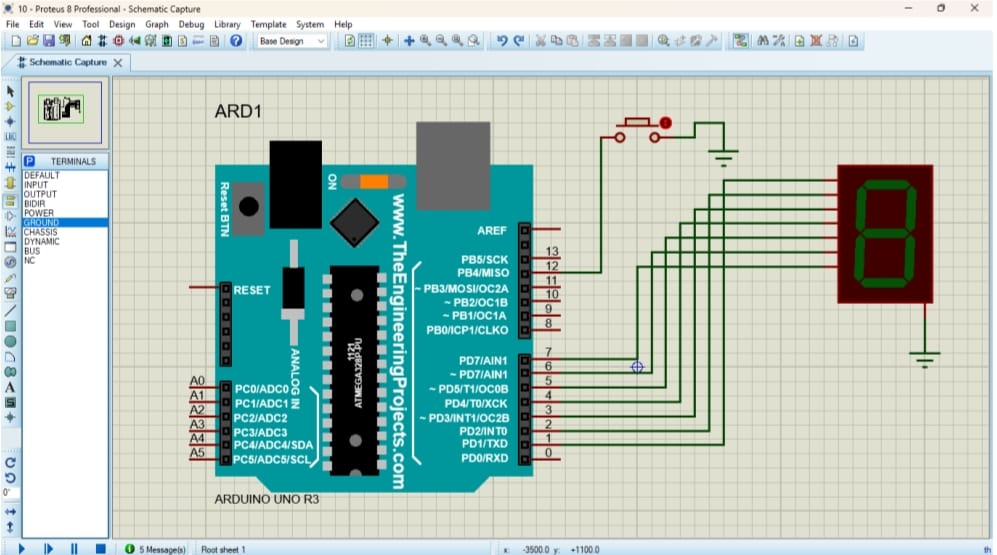 10 - Proteus 8 Professional - Schematic Capture
File Edit View Tool Design Graph Debug Library Template System Help
Base Design
Schematic Capture
P TERMINALS
DEFAULT
INPUT
OUTPUT
BIDIR
POWER
GROUND
CHASSIS
DYNAMIC
BUS
NC
A
0°
ARD1
Reset BTN
ON
www.TheEngineeringProjects.com
RESET
ANALOG IN
1121
ATMEGA328P-PU
A0 PC0/ADC0
A1 PC1/ADC1
A2 PC2/ADC2
A3 PC3/ADC3
A4 PC4/ADC4/SDA
A5 PC5/ADC5/SCL
AREF
PB5/SCK 13
PB4/MISO 12
~ PB3/MOSI/OC2A 11
~ PB2/OC1B 10
~ PB1/OC1A 9
PB0/ICP1/CLKO 8
PD7/AIN1 7
~ PD7/AIN1 6
~ PD5/T1/OC0B 5
PD4/T0/XCK 4
~ PD3/INT1/OC2B 3
PD2/INT0 2
PD1/TXD 1
PD0/RXD 0
ARDUINO UNO R3
5 Message(s) Root sheet 1 x: -3500.0 y: +1100.0 th